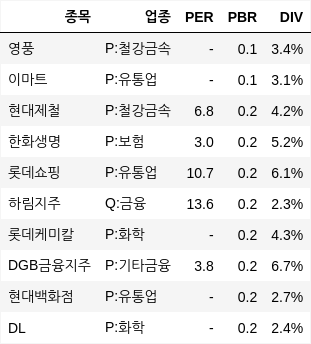 종목 업종 PER PBR DIV
영풍 P:철강금속 - 0.1 3.4%
이마트 P:유통업 - 0.1 3.1%
현대제철 P:철강금속 6.8 0.2 4.2%
한화생명 P:보험 3.0 0.2 5.2%
롯데쇼핑 P:유통업 10.7 0.2 6.1%
하림지주 Q:금융 13.6 0.2 2.3%
롯데케미칼 P:화학 - 0.2 4.3%
DGB금융지주 P:기타금융 3.8 0.2 6.7%
현대백화점 P:유통업 - 0.2 2.7%
DL P:화학 - 0.2 2.4%